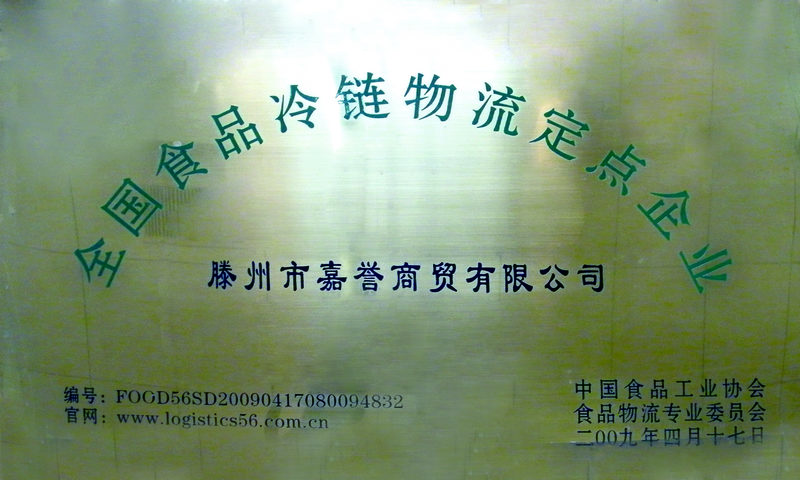 全国食品冷链物流定点企业
滕州市嘉誉商贸有限公司
编号：FOOD56SD20090417080094832
官网：www.logistics56.com.cn
中国食品工业协会
食品物流专业委员会
二00九年四月十七日